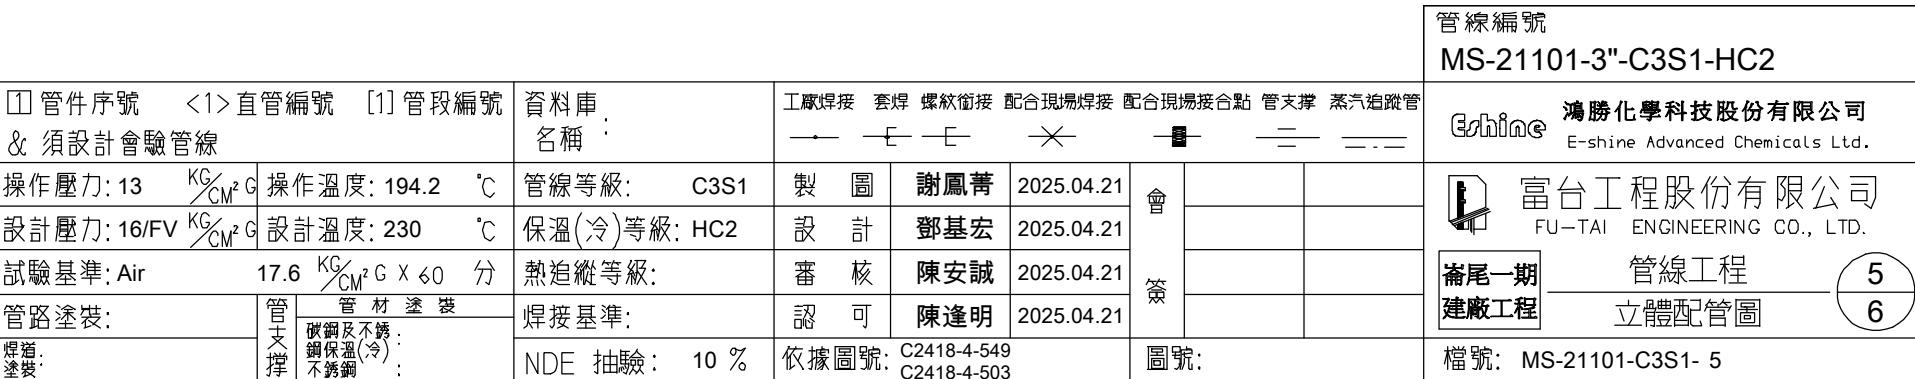 管線編號
MS-21101-3"-C3S1-HC2
1 管件序號 <1>直管編號 [1]管段編號
& 須設計會驗管線
資料庫名稱:
工廠焊接 套焊 螺紋銜接 配合現場焊接 配合現場接合點 管支撐 蒸汽追蹤管
Eshine 鴻勝化學科技股份有限公司
E-shine Advanced Chemicals Ltd.
操作壓力: 13 KG/CM² G 操作溫度: 194.2 °C 管線等級: C3S1 製圖 謝鳳菁 2025.04.21 會簽
設計壓力: 16/FV KG/CM² G 設計溫度: 230 °C 保溫(冷)等級: HC2 設計 鄧基宏 2025.04.21
富台工程股份有限公司
FU-TAI ENGINEERING CO., LTD.
試驗基準: Air 17.6 KG/CM² G X 60 分 熱追縱等級: 審核 陳安誠 2025.04.21
管路塗裝: 管支撐 管材塗裝 焊接基準: 認可 陳逢明 2025.04.21
崙尾一期
建廠工程
管線工程
立體配管圖
5
6
焊道:
塗裝:
碳鋼及不銹:
鋼保溫(冷):
不銹鋼 :
NDE 抽驗: 10 % 依據圖號: C2418-4-549
C2418-4-503
圖號:
檔號: MS-21101-C3S1- 5